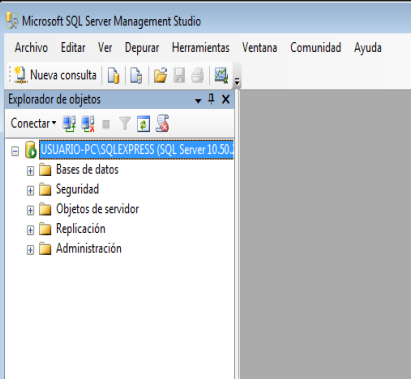 Microsoft SQL Server Management Studio
Archivo Editar Ver Depurar Herramientas Ventana Comunidad Ayuda
Nueva consulta
Explorador de objetos
Conectar
USUARIO-PC\SQLEXPRESS (SQL Server 10.50.
Bases de datos
Seguridad
Objetos de servidor
Replicación
Administración